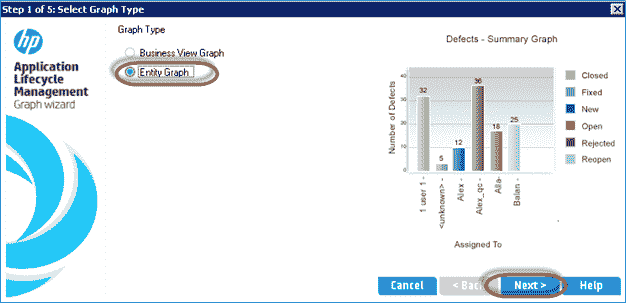 Step 1 of 5: Select Graph Type
hp
Application
Lifecycle
Management
Graph wizard
Graph Type
Business View Graph
Entity Graph
Defects - Summary Graph
Number of Defects
40
30
20
10
0
32
5
12
36
18
25
1 user 1 -
<unknown> -
Alex -
Alex_qc -
Alla-
Balan -
Assigned To
Closed
Fixed
New
Open
Rejected
Reopen
Cancel
< Back
Next >
Help